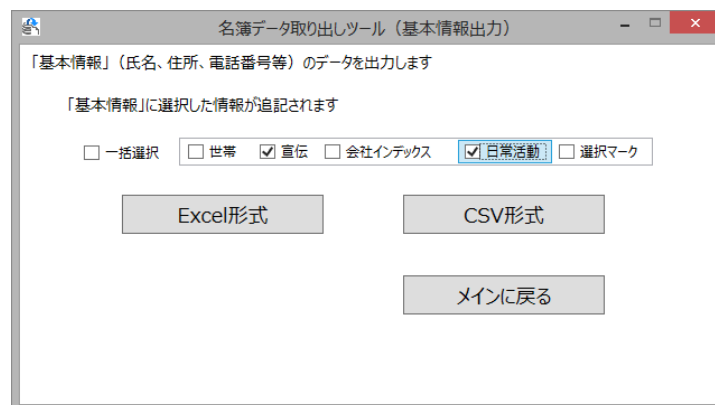 名簿データ取り出しツール（基本情報出力）
「基本情報」（氏名、住所、電話番号等）のデータを出力します
「基本情報」に選択した情報が追記されます
一括選択 世帯 宣伝 会社インデックス 日常活動 選択マーク
Excel形式 CSV形式
メインに戻る